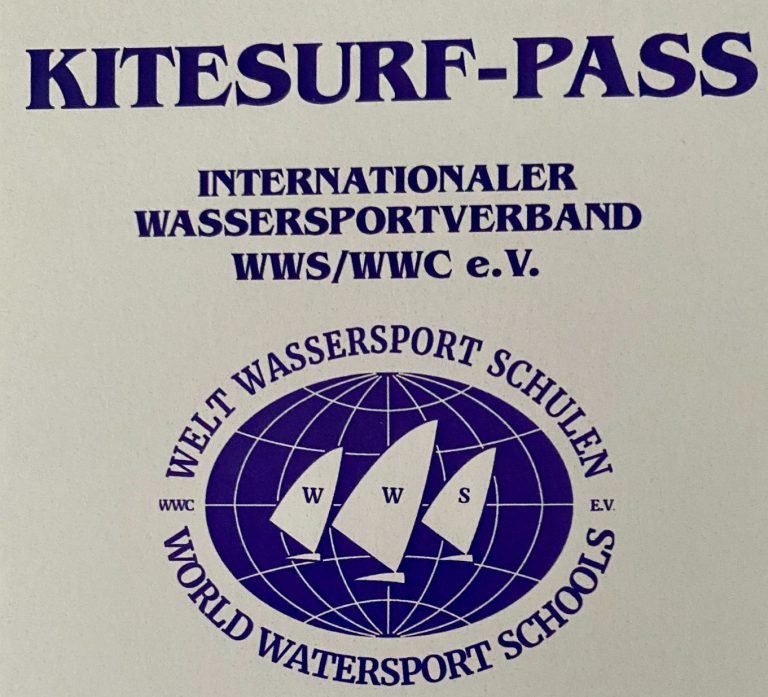 KITESURF-PASS
INTERNATIONALER
WASSERSPORTVERBAND
WWS/WWC e.V.
WELT WASSERSPORT SCHULEN
W W S
WWC E.V.
WORLD WATERSPORT SCHOOLS